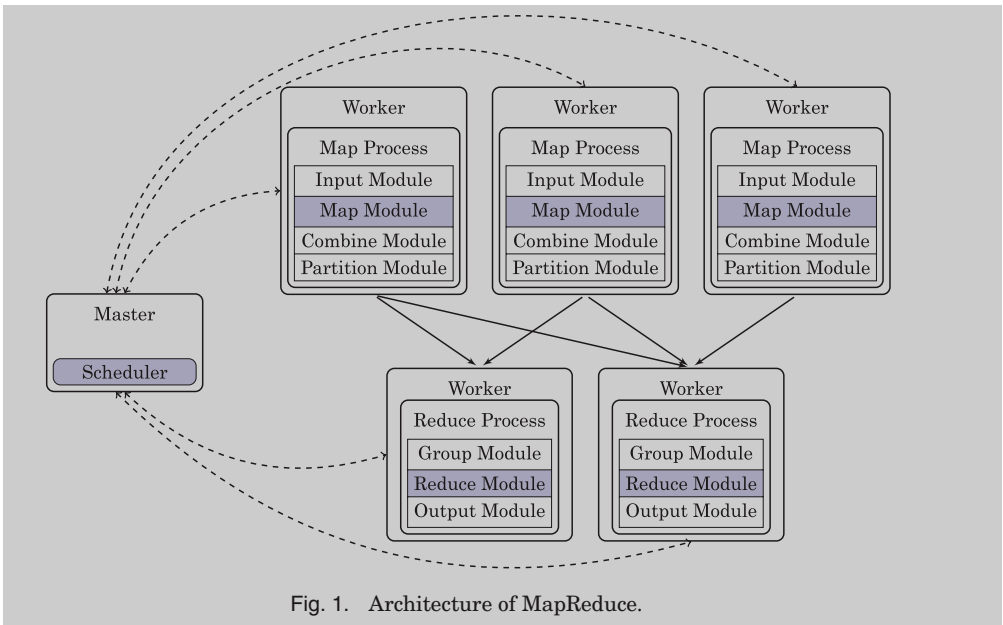 Worker
Worker
Worker
Map Process
Map Process
Map Process
Input Module
Input Module
Input Module
Map Module
Map Module
Map Module
Combine Module
Combine Module
Combine Module
Partition Module
Partition Module
Partition Module
Master
Scheduler
Worker
Worker
Reduce Process
Reduce Process
Group Module
Group Module
Reduce Module
Reduce Module
Output Module
Output Module
Fig. 1. Architecture of MapReduce.